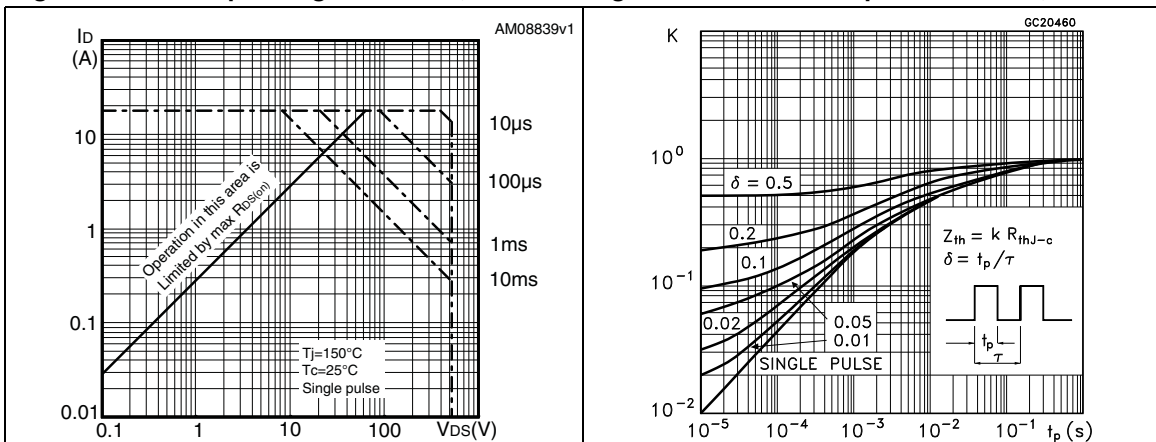 ID
(A)
AM08839v1
10
1
0.1
0.01
0.1
1
10
100
VDS(V)
10µs
100µs
1ms
10ms
Operation in this area is
Limited by max RDS(on)
Tj=150°C
Tc=25°C
Single pulse
GC20460
K
10⁰
10⁻¹
10⁻²
δ = 0.5
0.2
0.1
0.05
0.02
0.01
SINGLE PULSE
Zth = k RthJ-c
δ = tp/τ
tp
τ
10⁻⁵
10⁻⁴
10⁻³
10⁻²
10⁻¹
tp(s)